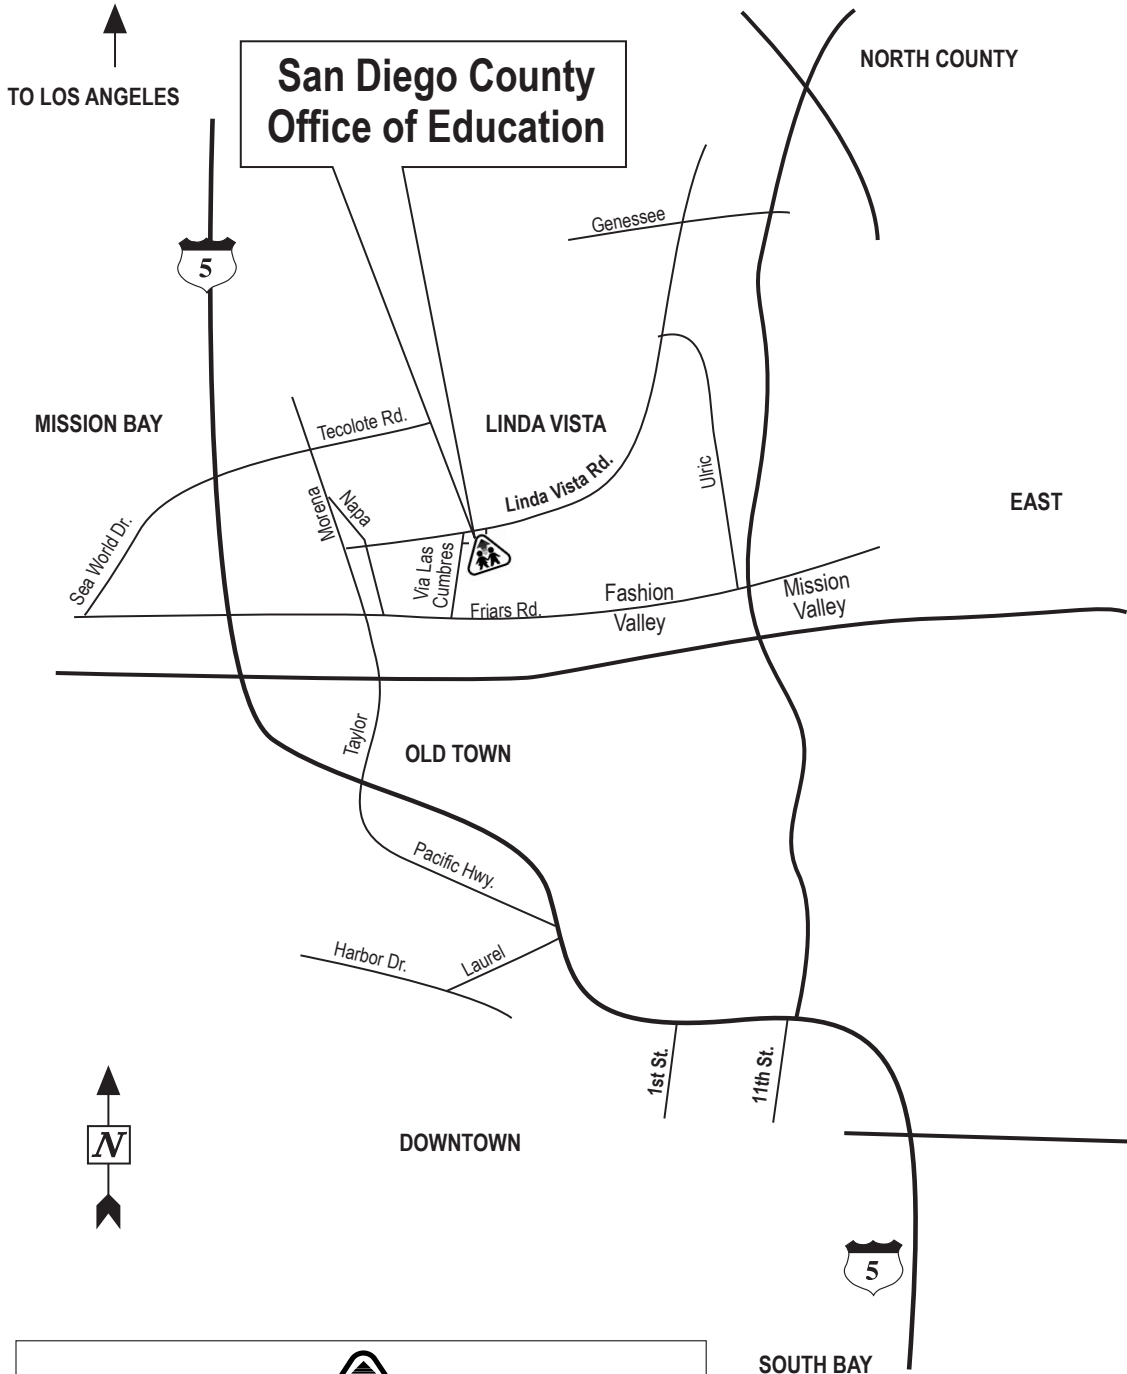 TO LOS ANGELES
San Diego County
Office of Education
NORTH COUNTY
Genessee
5
MISSION BAY
Tecolote Rd.
LINDA VISTA
Linda Vista Rd.
Ulric
EAST
Morena
Napa
Sea World Dr.
Via Las
Cumbres
Friars Rd.
Fashion
Valley
Mission
Valley
Taylor
OLD TOWN
Pacific Hwy.
Harbor Dr.
Laurel
1st St.
11th St.
N
DOWNTOWN
5
SOUTH BAY